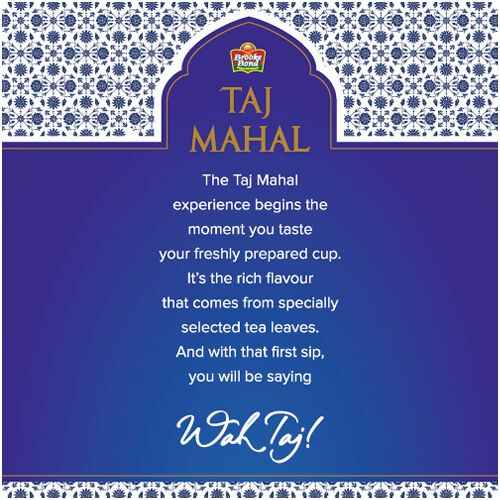 Brooke
Bond
TAJ
MAHAL
The Taj Mahal
experience begins the
moment you taste
your freshly prepared cup.
It's the rich flavour
that comes from specially
selected tea leaves.
And with that first sip,
you will be saying
Wah Taj!